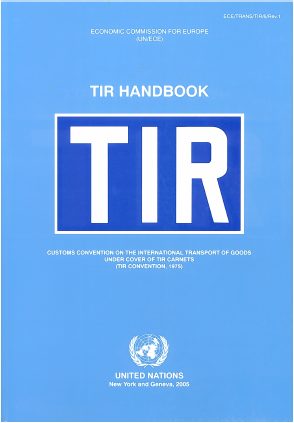 ECE/TRANS/TIR/6/Rev.1
ECONOMIC COMMISSION FOR EUROPE
(UN/ECE)
TIR HANDBOOK
TIR
CUSTOMS CONVENTION ON THE INTERNATIONAL TRANSPORT OF GOODS
UNDER COVER OF TIR CARNETS
(TIR CONVENTION, 1975)
UNITED NATIONS
New York and Geneva, 2005